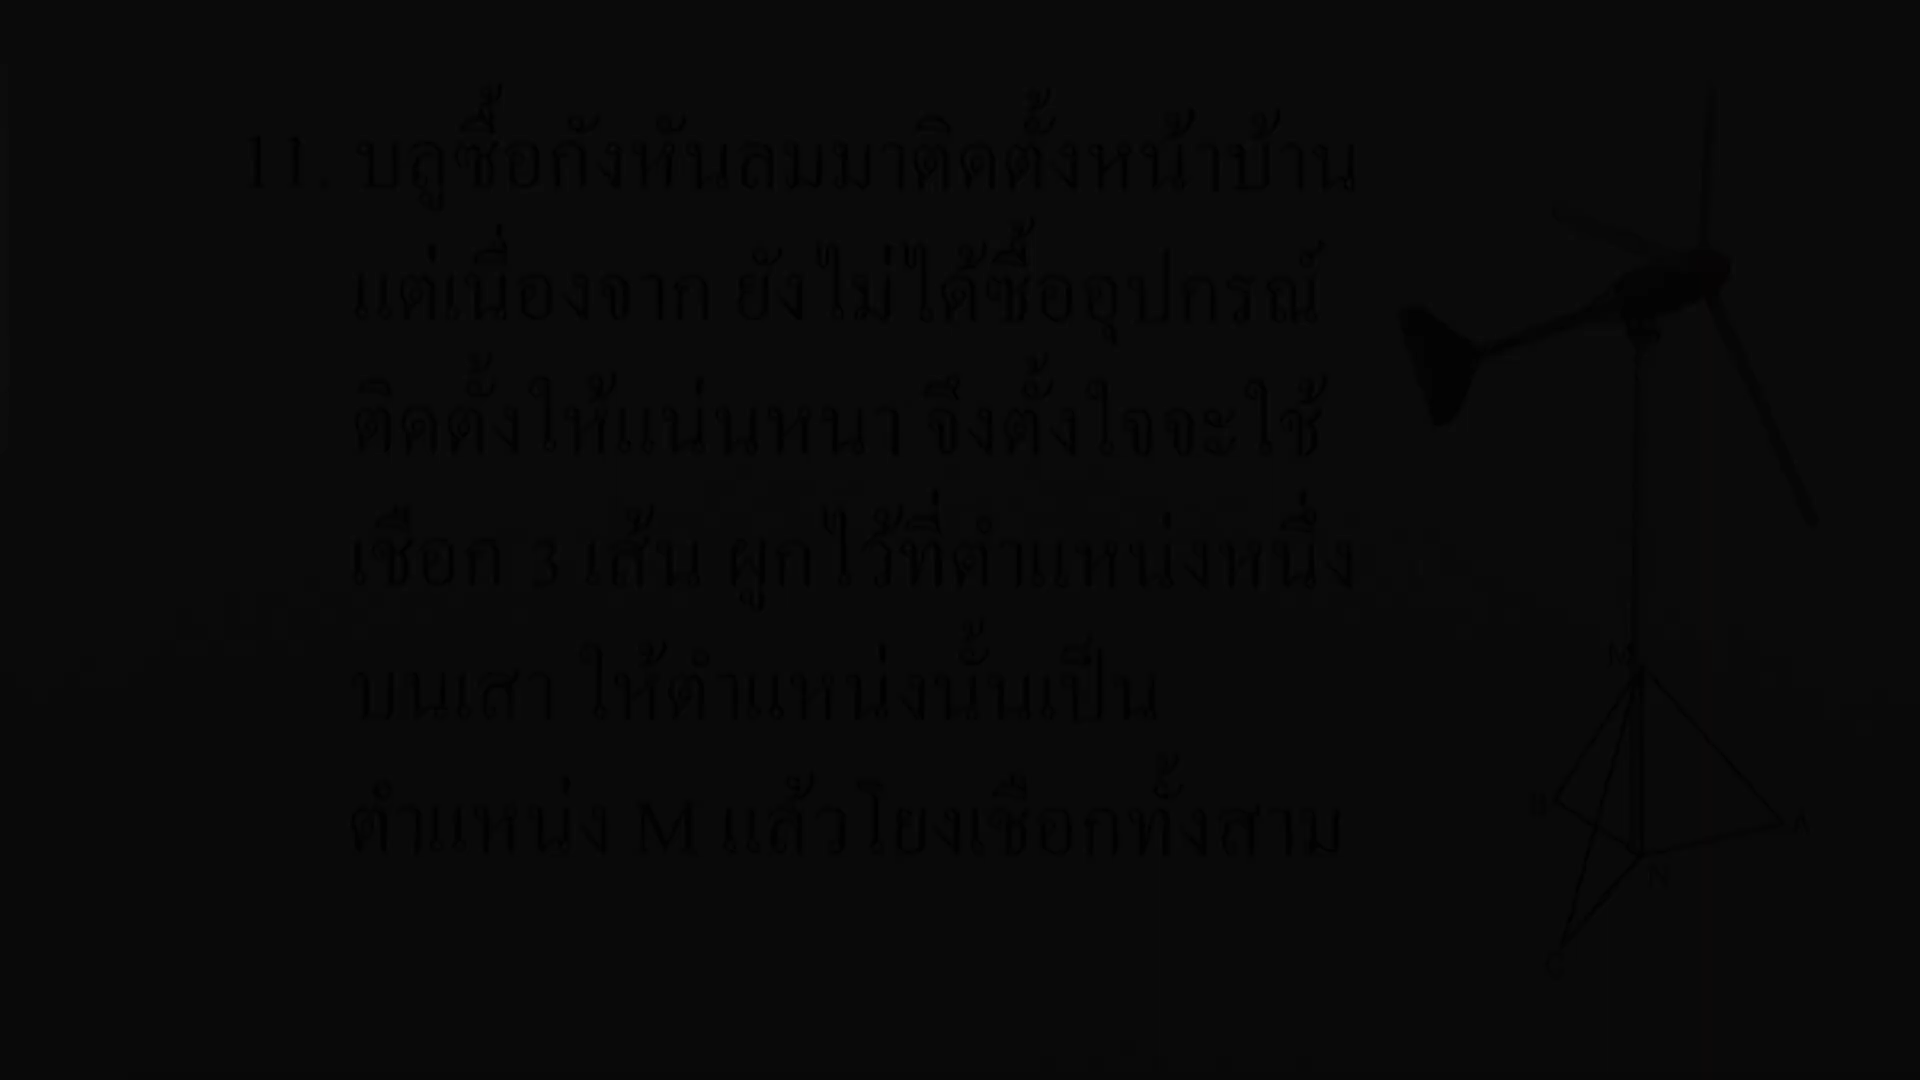 11. บลูซื้อกังหันลมมาติดตั้งหน้าบ้าน
แต่เนื่องจาก ยังไม่ได้ซื้ออุปกรณ์
ติดตั้งให้แน่นหนา จึงตั้งใจจะใช้
เชือก 3 เส้น ผูกไว้ที่ตำแหน่งหนึ่ง
บนเสา ให้ตำแหน่งนั้นเป็น
ตำแหน่ง M แล้วโยงเชือกทั้งสาม
M
B
A
N
C